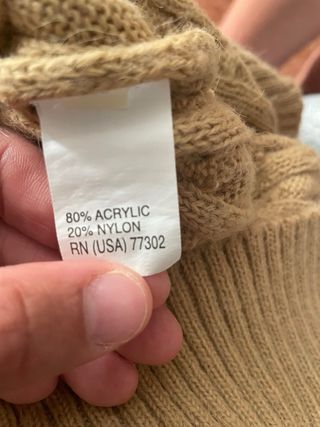 80% ACRYLIC
20% NYLON
RN (USA) 77302